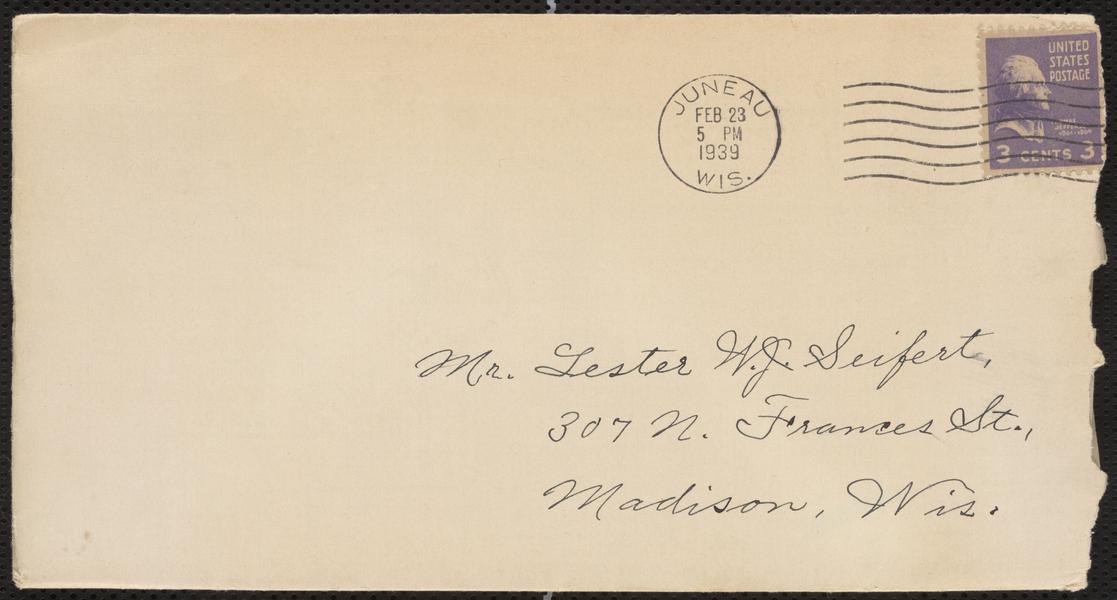 JUNEAU
FEB 23
5 PM
1939
WIS.
UNITED
STATES
POSTAGE
3 CENTS 3
Mr. Lester W.J. Seifert,
307 N. Frances St.,
Madison, Wis.